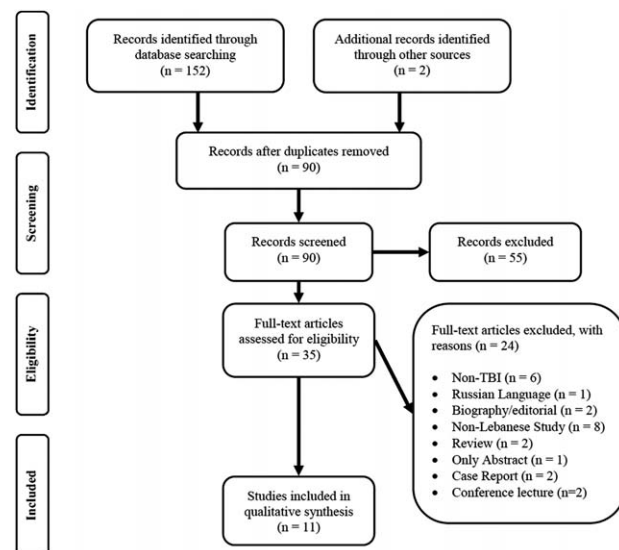 Identification
Records identified through
database searching
(n = 152)
Additional records identified
through other sources
(n = 2)
Records after duplicates removed
(n = 90)
Screening
Records screened
(n = 90)
Records excluded
(n = 55)
Eligibility
Full-text articles
assessed for eligibility
(n = 35)
Full-text articles excluded, with
reasons (n = 24)
• Non-TBI (n = 6)
• Russian Language (n = 1)
• Biography/editorial (n = 2)
• Non-Lebanese Study (n = 8)
• Review (n = 2)
• Only Abstract (n = 1)
• Case Report (n = 2)
• Conference lecture (n=2)
Included
Studies included in
qualitative synthesis
(n = 11)